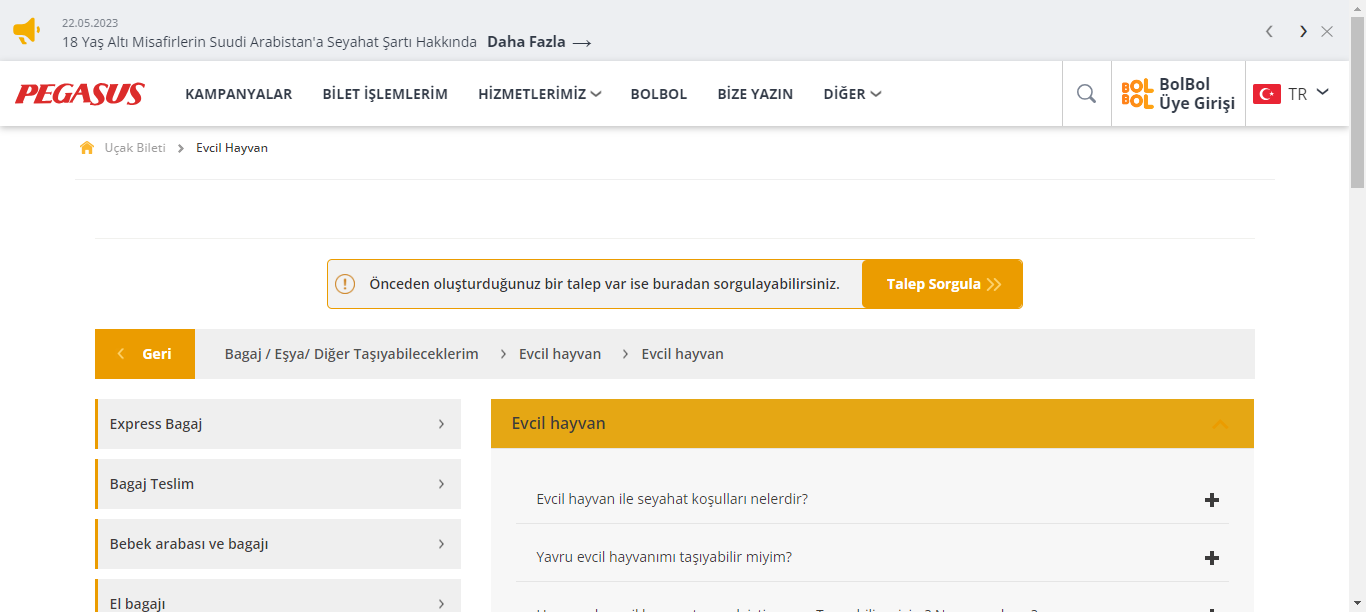 22.05.2023
18 Yaş Altı Misafirlerin Suudi Arabistan'a Seyahat Şartı Hakkında Daha Fazla
PEGASUS
KAMPANYALAR BİLET İŞLEMLERİM HİZMETLERİMİZ BOLBOL BİZE YAZIN DİĞER
BOL BOL
BolBol
Üye Girişi
TR
Uçak Bileti Evcil Hayvan
Önceden oluşturduğunuz bir talep var ise buradan sorgulayabilirsiniz. Talep Sorgula
Geri Bagaj / Eşya/ Diğer Taşıyabileceklerim Evcil hayvan Evcil hayvan
Express Bagaj
Bagaj Teslim
Bebek arabası ve bagajı
El bagajı
Evcil hayvan
Evcil hayvan ile seyahat koşulları nelerdir?
Yavru evcil hayvanımı taşıyabilir miyim?